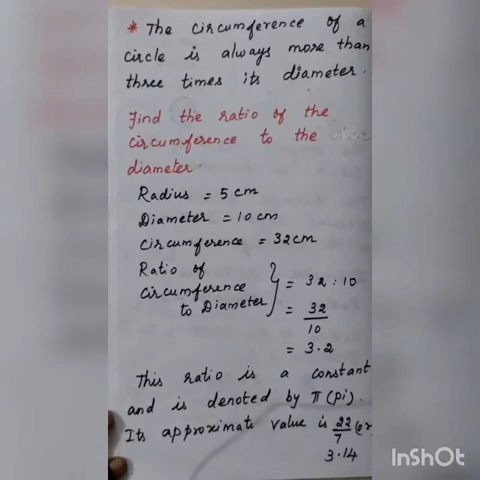 * The circumference of a
circle is always more than
three times its diameter.
Find the ratio of the
circumference to the
diameter.
Radius = 5 cm
Diameter = 10 cm
Circumference = 32 cm
Ratio of
Circumference
to Diameter } = 32 : 10
= 32/10
= 3.2
This ratio is a constant
and is denoted by π (pi).
Its approximate value is 22/7 (or
3.14
InShOt